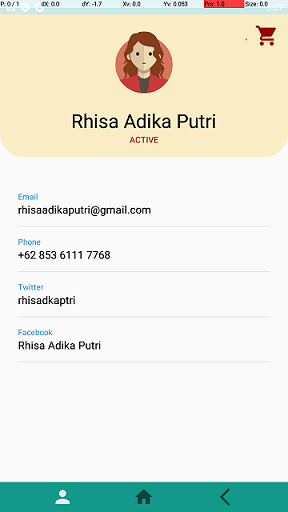 P: 0 / 1 dX: 0.0 dY: -1.7 Xv: 0.0 Yv: 0.053 Prs: 1.0 Size: 0.0
Rhisa Adika Putri
ACTIVE
Email
rhisaadikaputri@gmail.com
Phone
+62 853 6111 7768
Twitter
rhisadkaptri
Facebook
Rhisa Adika Putri